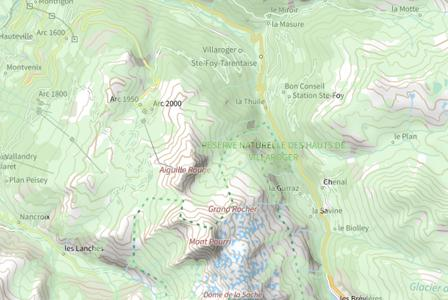 Montrigon
le Miroir
la Motte
la Masure
Hauteville
Arc 1600
Villaroger
Ste-Foy-Tarentaise
Montvenix
Bon Conseil
Station Ste-Foy
Arc 1800
Arc 1950
Arc 2000
la Thuile
le Plan
RÉSERVE NATURELLE DES HAUTS DE
VILLAROGER
Vallandry
Aiguille Rouge
Plan Peisey
la Gurraz
Chenal
Nancroix
Grand Rocher
la Savine
le Biolley
les Lanches
Mont Pourri
Glacier
Dôme de la Sache
les Brévières